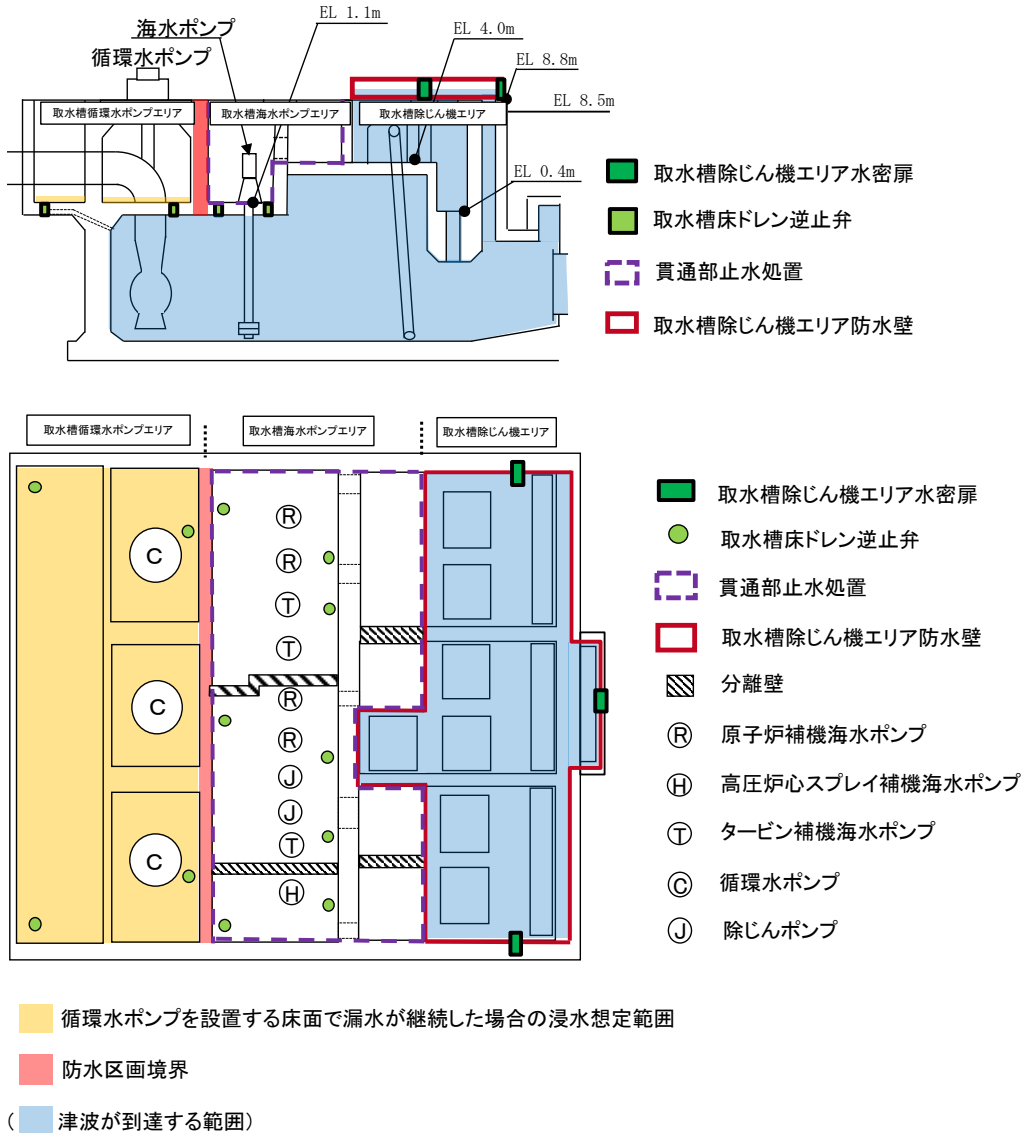 EL 1.1m
海水ポンプ
EL 4.0m
循環水ポンプ
EL 8.8m
EL 8.5m
取水槽循環水ポンプエリア
取水槽海水ポンプエリア
取水槽除じん機エリア
EL 0.4m
取水槽除じん機エリア水密扉
取水槽床ドレン逆止弁
貫通部止水処置
取水槽除じん機エリア防水壁
取水槽循環水ポンプエリア
取水槽海水ポンプエリア
取水槽除じん機エリア
C
C
C
R
R
T
T
R
R
J
J
T
H
取水槽除じん機エリア水密扉
取水槽床ドレン逆止弁
貫通部止水処置
取水槽除じん機エリア防水壁
分離壁
R 原子炉補機海水ポンプ
H 高圧炉心スプレイ補機海水ポンプ
T タービン補機海水ポンプ
C 循環水ポンプ
J 除じんポンプ
循環水ポンプを設置する床面で漏水が継続した場合の浸水想定範囲
防水区画境界
( 津波が到達する範囲)